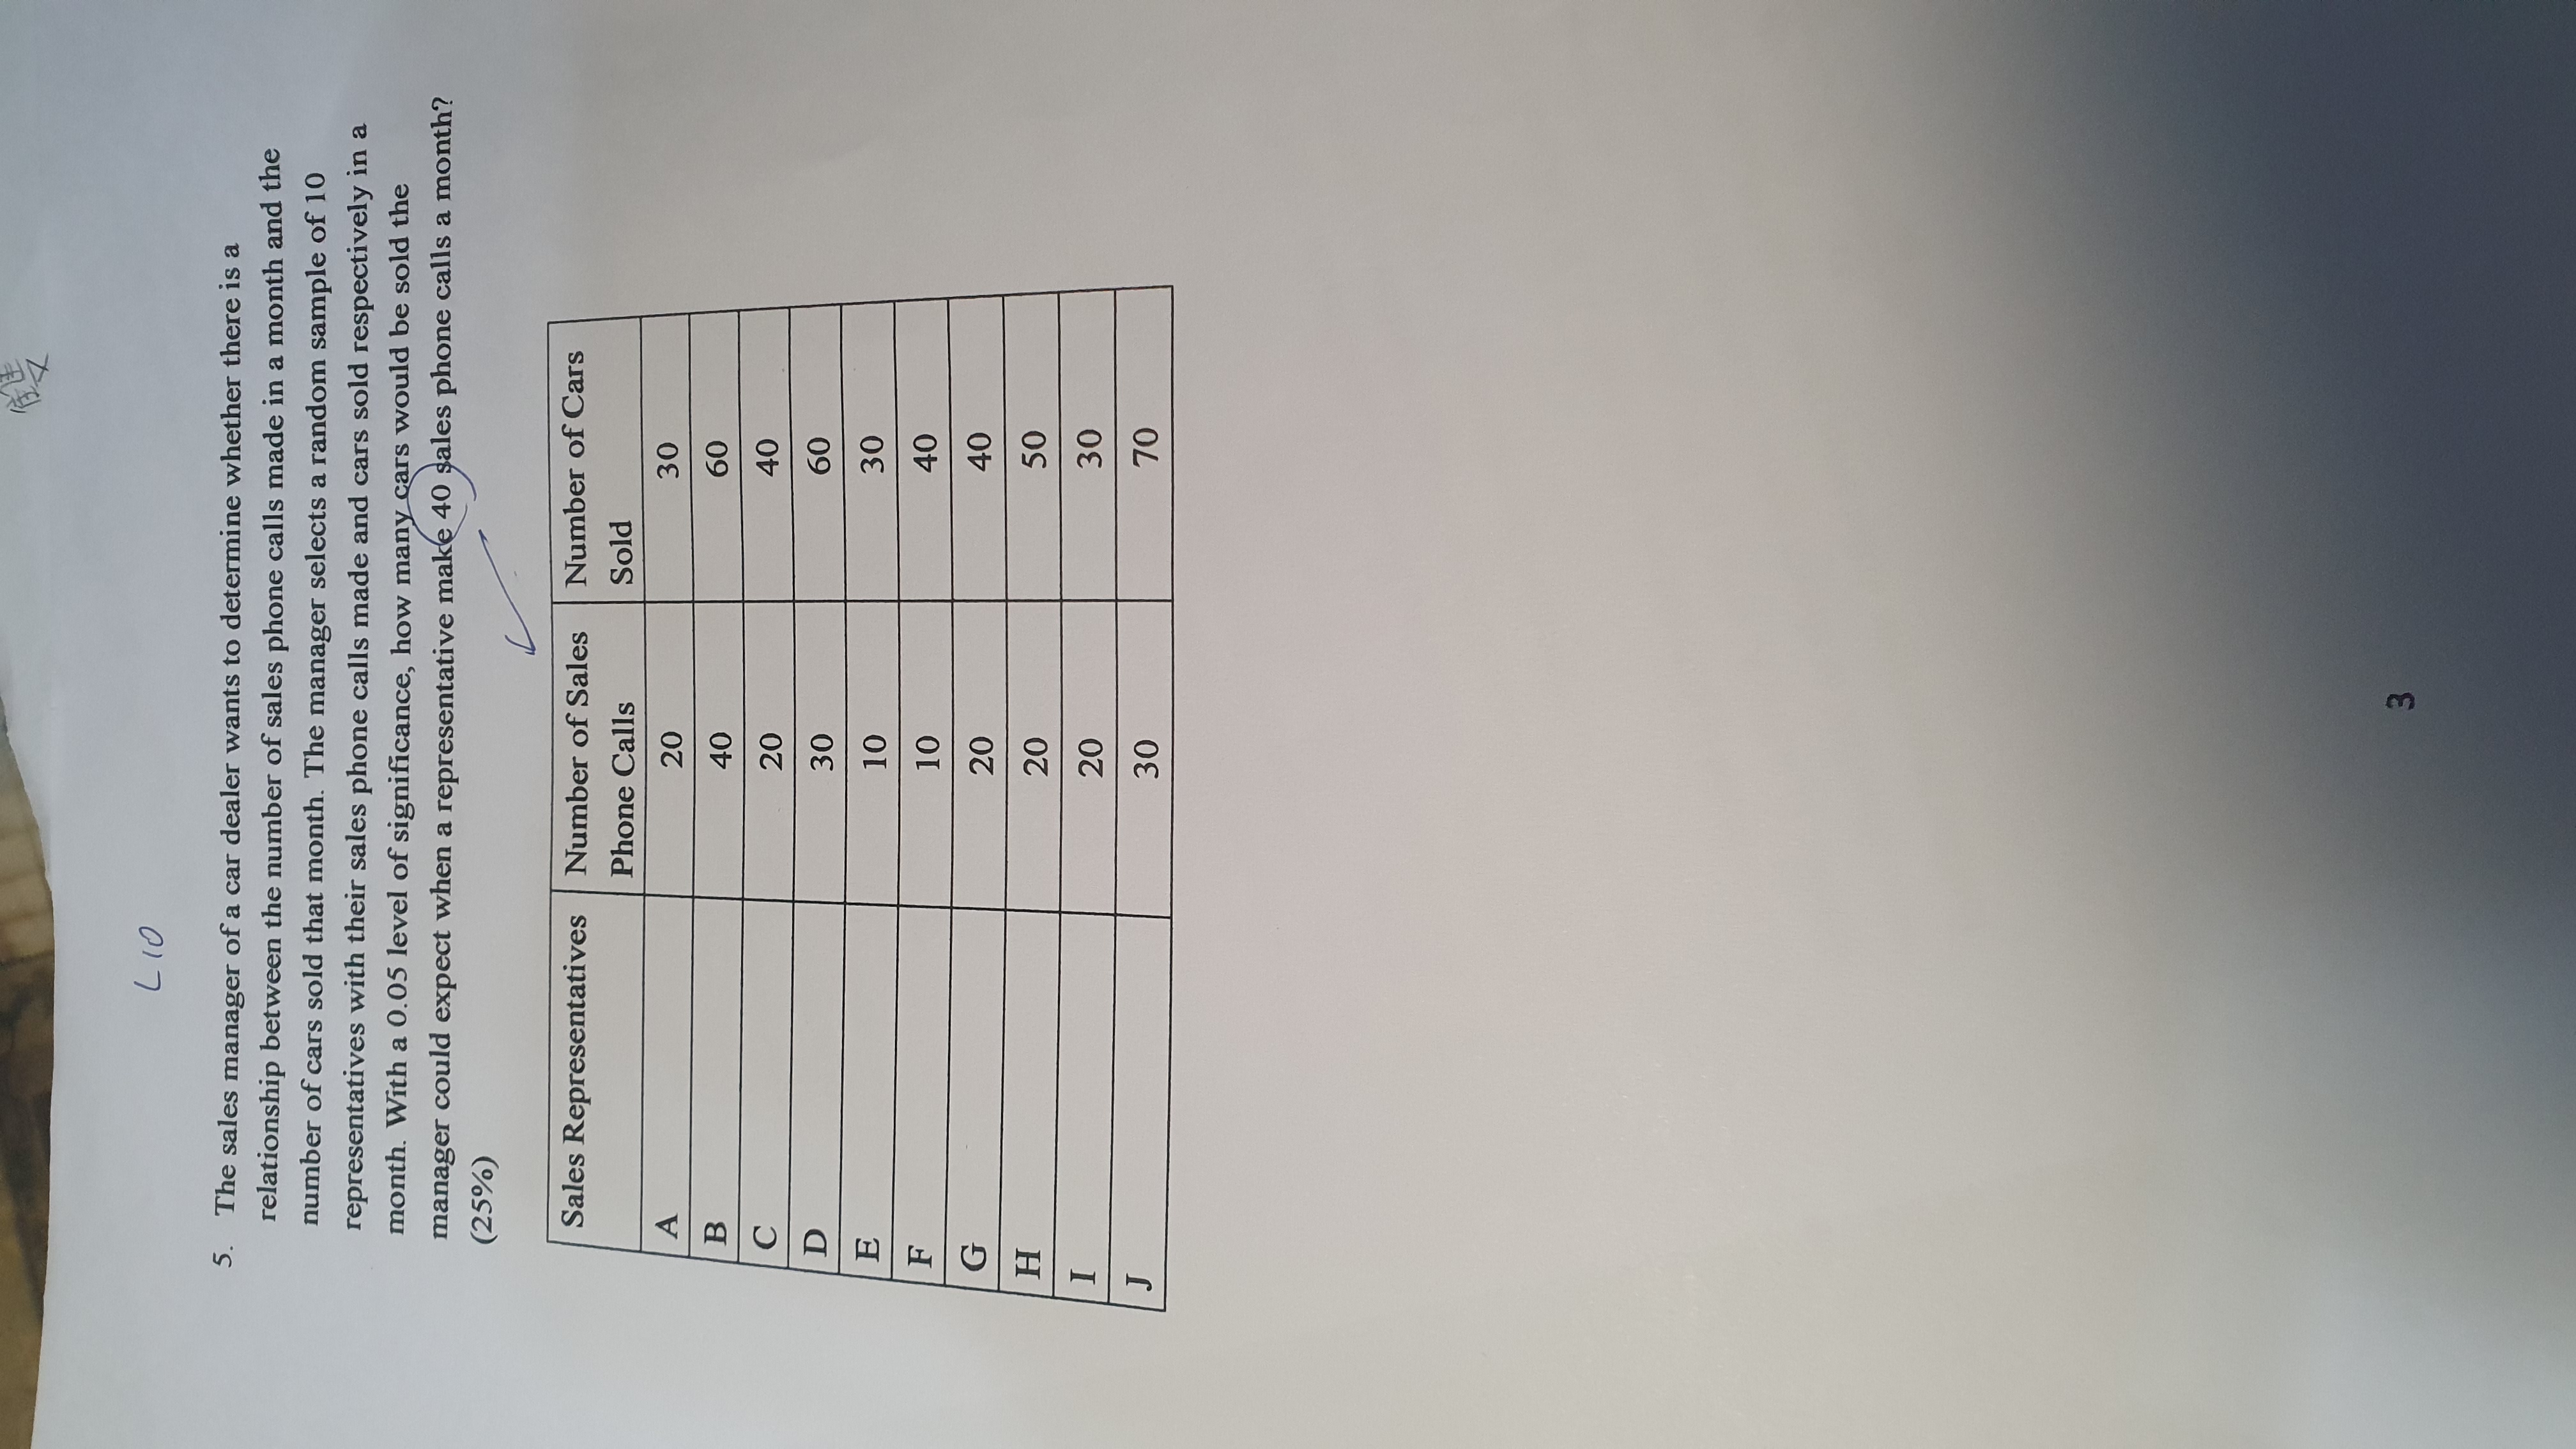 L10
5. The sales manager of a car dealer wants to determine whether there is a
relationship between the number of sales phone calls made in a month and the
number of cars sold that month. The manager selects a random sample of 10
representatives with their sales phone calls made and cars sold respectively in a
month. With a 0.05 level of significance, how many cars would be sold the
manager could expect when a representative make 40 sales phone calls a month?
(25%)
Sales Representatives Number of Sales Phone Calls Number of Cars Sold
A 20 30
B 40 60
C 20 40
D 30 60
E 10 30
F 10 40
G 20 40
H 20 50
I 20 30
J 30 70
3